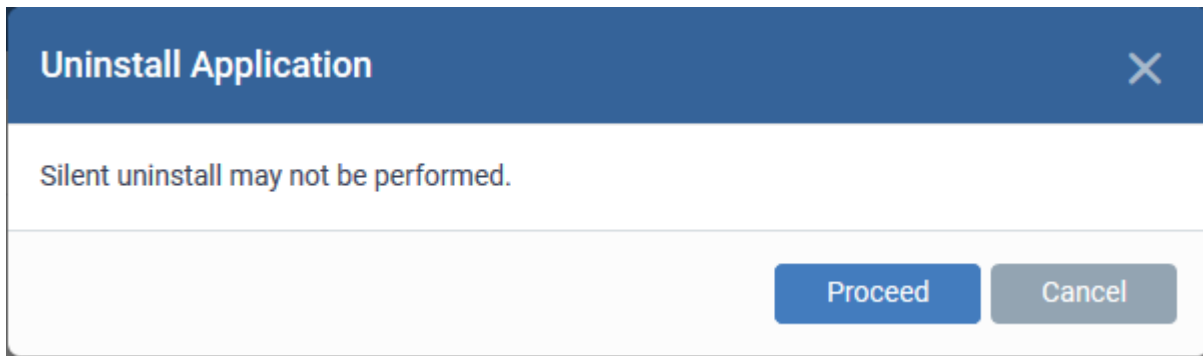 Uninstall Application
Silent uninstall may not be performed.
Proceed Cancel